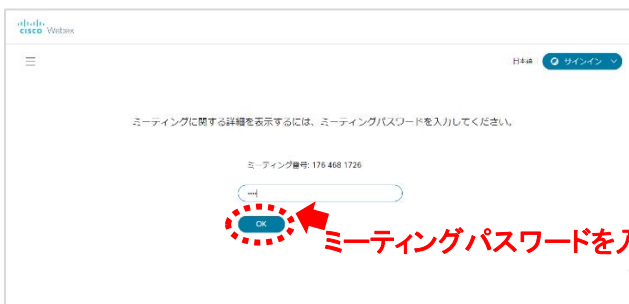 CISCO Webex
日本語 サインイン
ミーティングに関する詳細を表示するには、ミーティングパスワードを入力してください。
ミーティング番号: 176 468 1726
OK
ミーティングパスワードを入